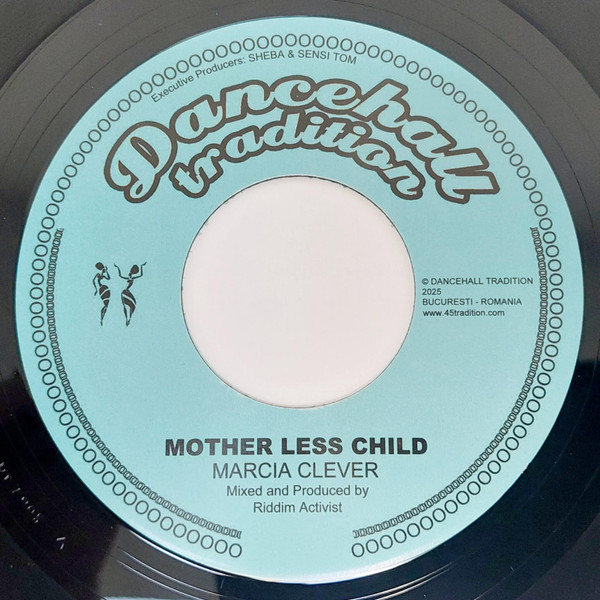 Executive Producers: SHEBA & SENSI TOM
Dancehall
tradition
© DANCEHALL TRADITION
2025
BUCURESTI - ROMANIA
www.45tradition.com
MOTHER LESS CHILD
MARCIA CLEVER
Mixed and Produced by
Riddim Activist